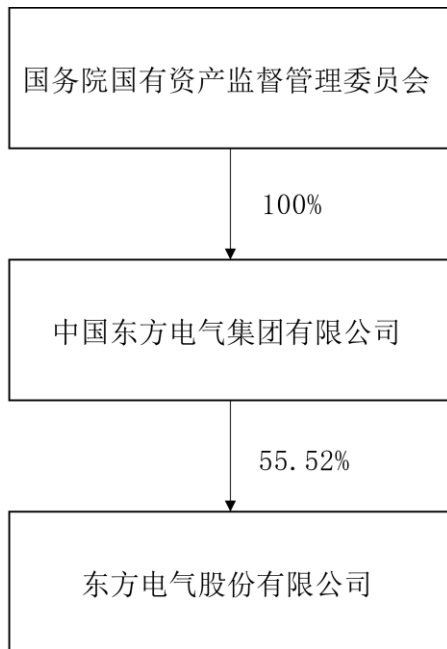 国务院国有资产监督管理委员会
100%
中国东方电气集团有限公司
55.52%
东方电气股份有限公司